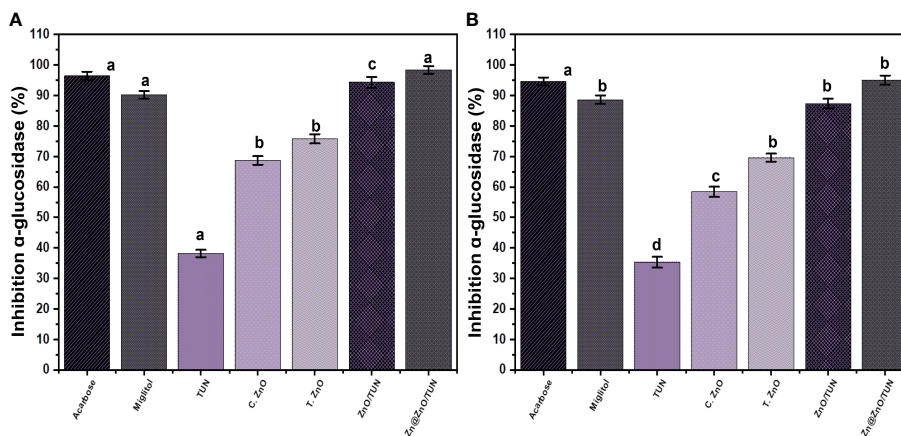 A
Inhibition α-glucosidase (%)
110
100
90
80
70
60
50
40
30
20
10
0
a
a
a
b
b
c
a
Acarbose
Miglitol
TUN
C. ZnO
T. ZnO
ZnO/TUN
Zn@ZnO/TUN
B
Inhibition α-glucosidase (%)
110
100
90
80
70
60
50
40
30
20
10
0
a
b
d
c
b
b
b
Acarbose
Miglitol
TUN
C. ZnO
T. ZnO
ZnO/TUN
Zn@ZnO/TUN